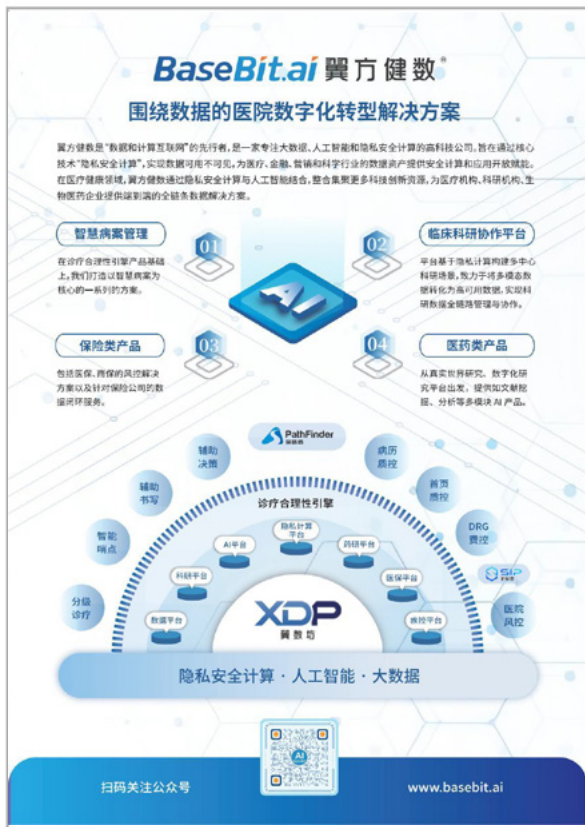 BaseBit.ai 翼方健数®
围绕数据的医院数字化转型解决方案
翼方健数是“数据和计算互联网”的先行者,是一家专注大数据、人工智能和隐私安全计算的高科技公司,旨在通过核心
技术“隐私安全计算”,实现数据可用不可见,为医疗、金融、营销和科学行业的数据资产提供安全计算和应用开放赋能。
在医疗健康领域,翼方健数通过隐私安全计算与人工智能结合,整合集聚更多科技创新资源,为医疗机构、科研机构、生
物医药企业提供端到端的全链条数据解决方案。
智慧病案管理
01
在诊疗合理性引擎产品基础
上,我们打造以智慧病案为
核心的一系列的方案。
02
临床科研协作平台
平台基于隐私计算构建多中心
科研场景,致力于将多模态数
据转化为高可用数据,实现科
研数据全链路管理与协作。
AI
保险类产品
03
包括医保、商保的风控解决
方案以及针对保险公司的数
据闭环服务。
04
医药类产品
从真实世界研究、数字化研
究平台出发,提供如文献挖
掘、分析等多模块 AI 产品。
PathFinder
辅助
决策
病历
质控
辅助
书写
首页
质控
智能
哨点
DRG
费控
SIP
分级
诊疗
医院
风控
诊疗合理性引擎
隐私计算
平台
AI平台
药研平台
科研平台
医保平台
数据平台
疾控平台
XDP
翼数坊
隐私安全计算 · 人工智能 · 大数据
AI
扫码关注公众号
www.basebit.ai